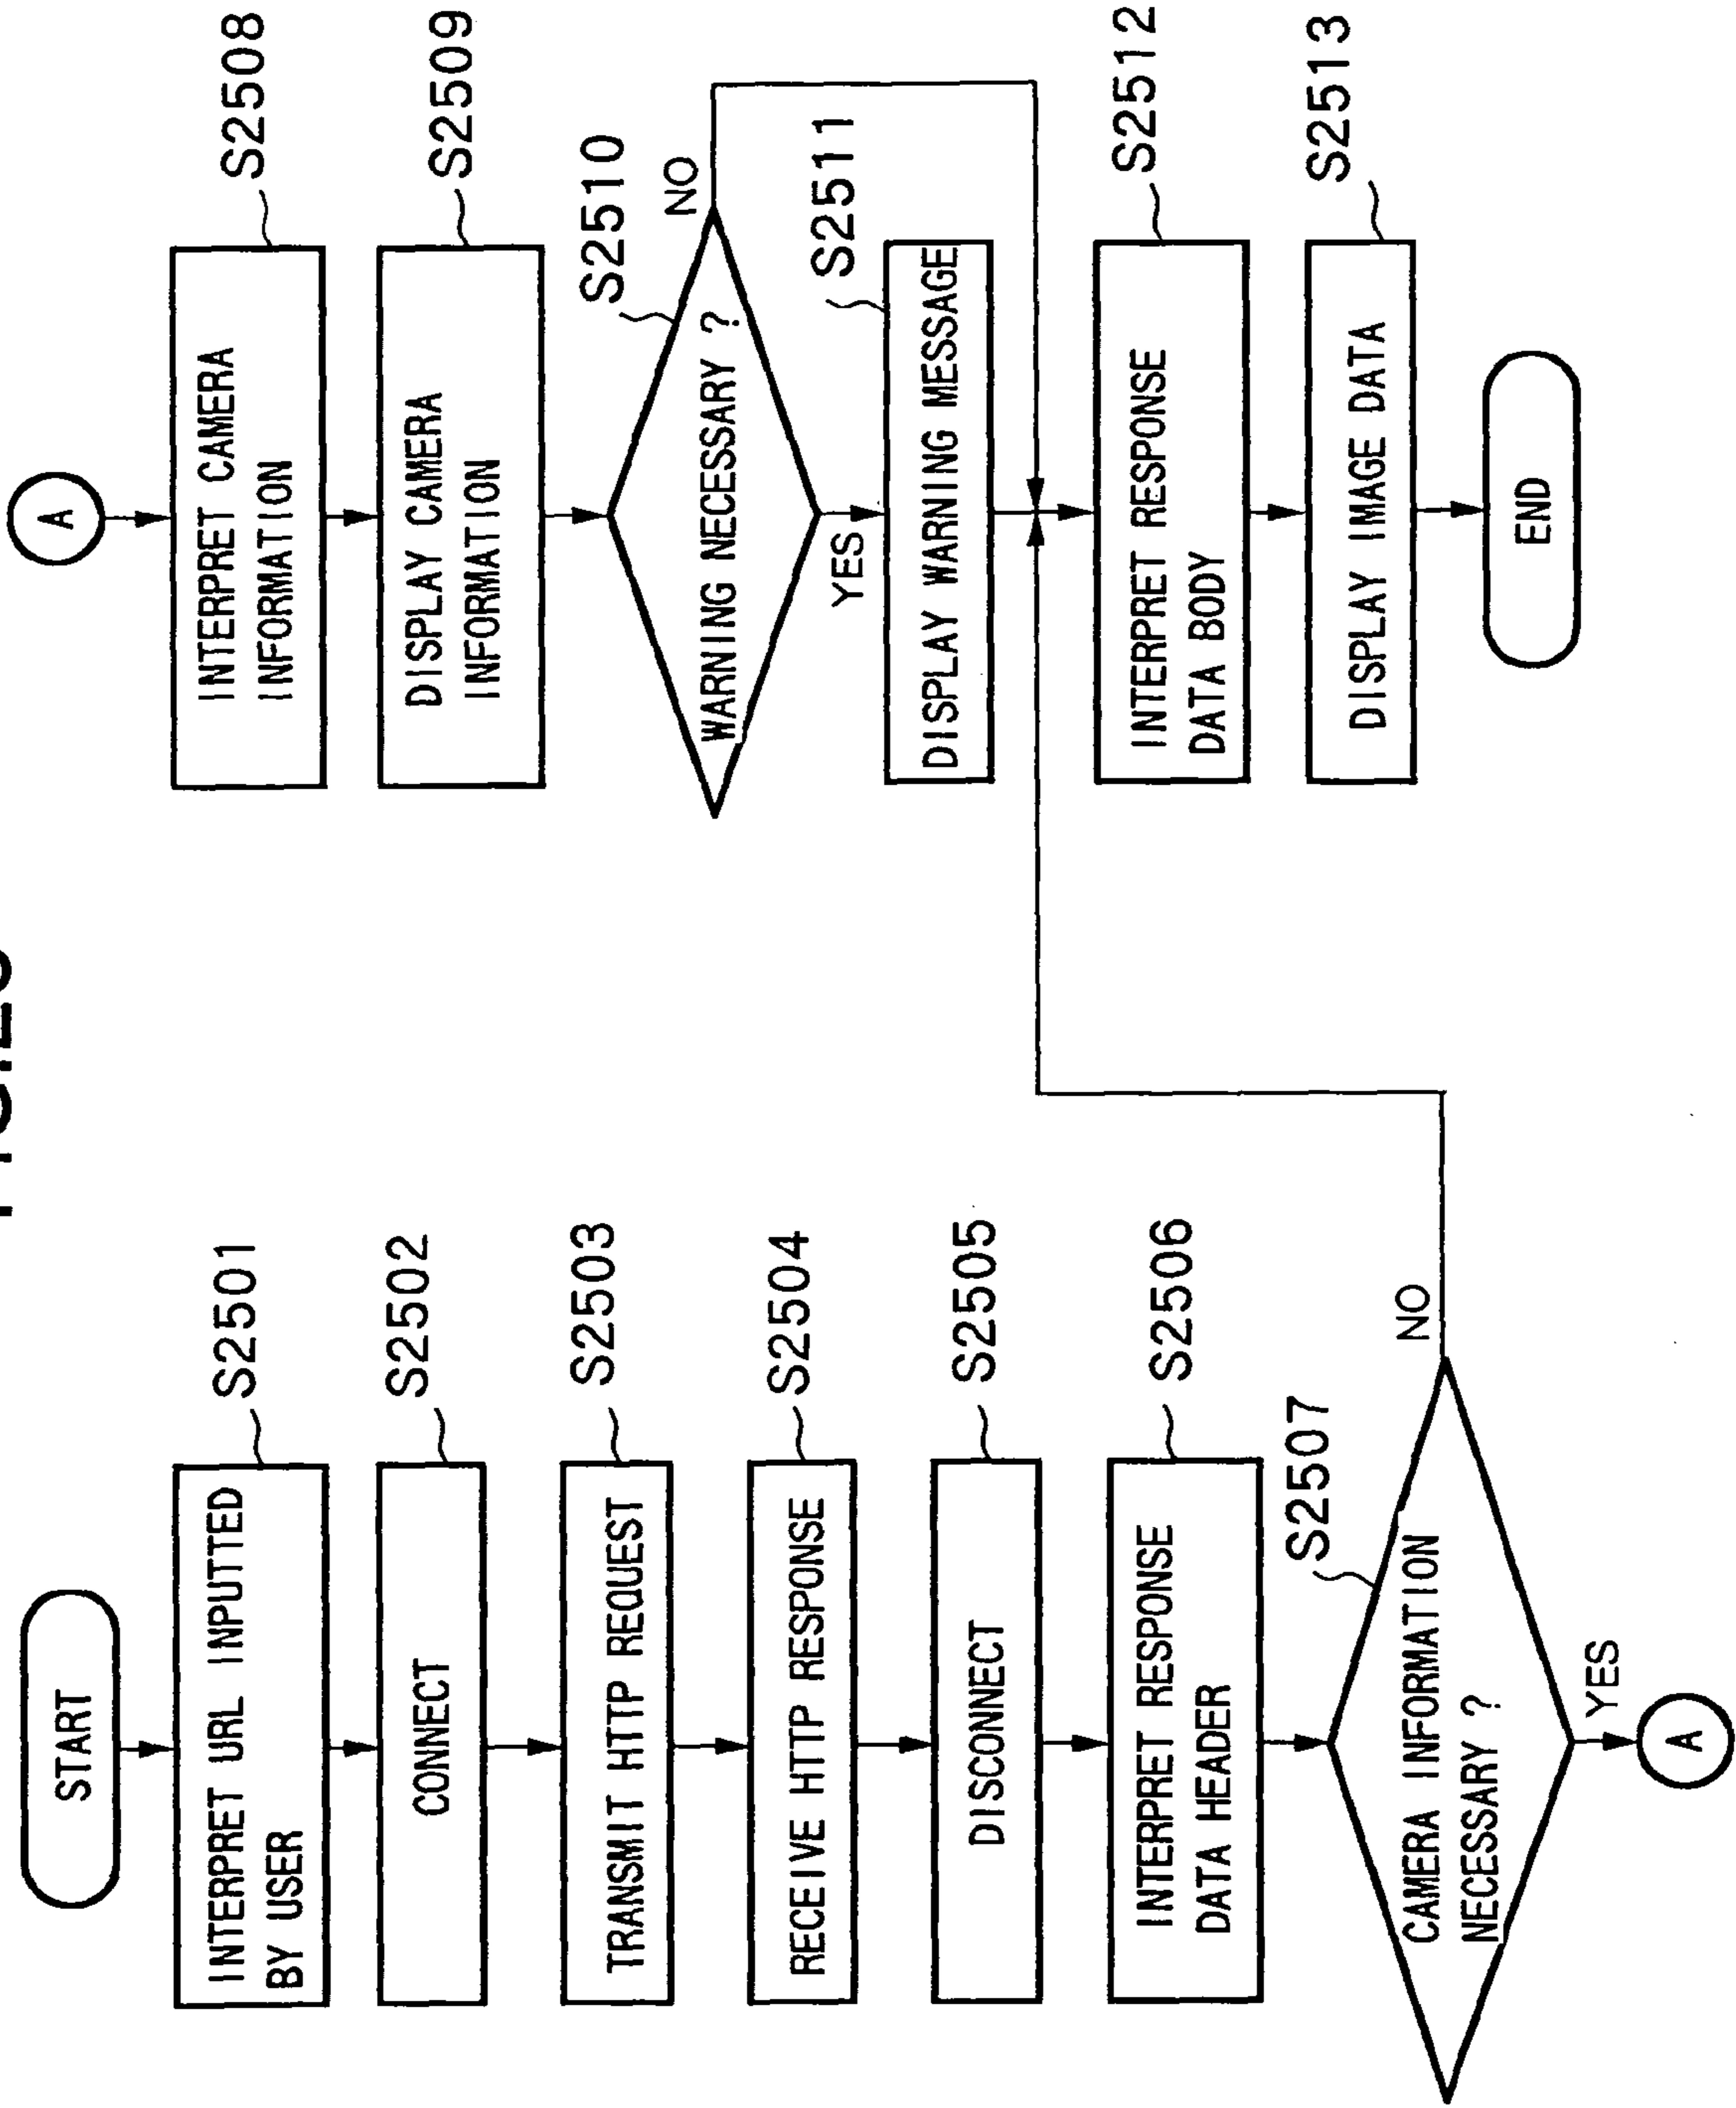 START
INTERPRET URL INPUTTED
BY USER
S2501
CONNECT
S2502
TRANSMIT HTTP REQUEST
S2503
RECEIVE HTTP RESPONSE
S2504
DISCONNECT
S2505
INTERPRET RESPONSE
DATA HEADER
S2506
CAMERA INFORMATION
NECESSARY ?
S2507
NO
YES
A
A
INTERPRET CAMERA
INFORMATION
S2508
DISPLAY CAMERA
INFORMATION
S2509
WARNING NECESSARY ?
S2510
NO
YES
DISPLAY WARNING MESSAGE
S2511
INTERPRET RESPONSE
DATA BODY
S2512
DISPLAY IMAGE DATA
S2513
END